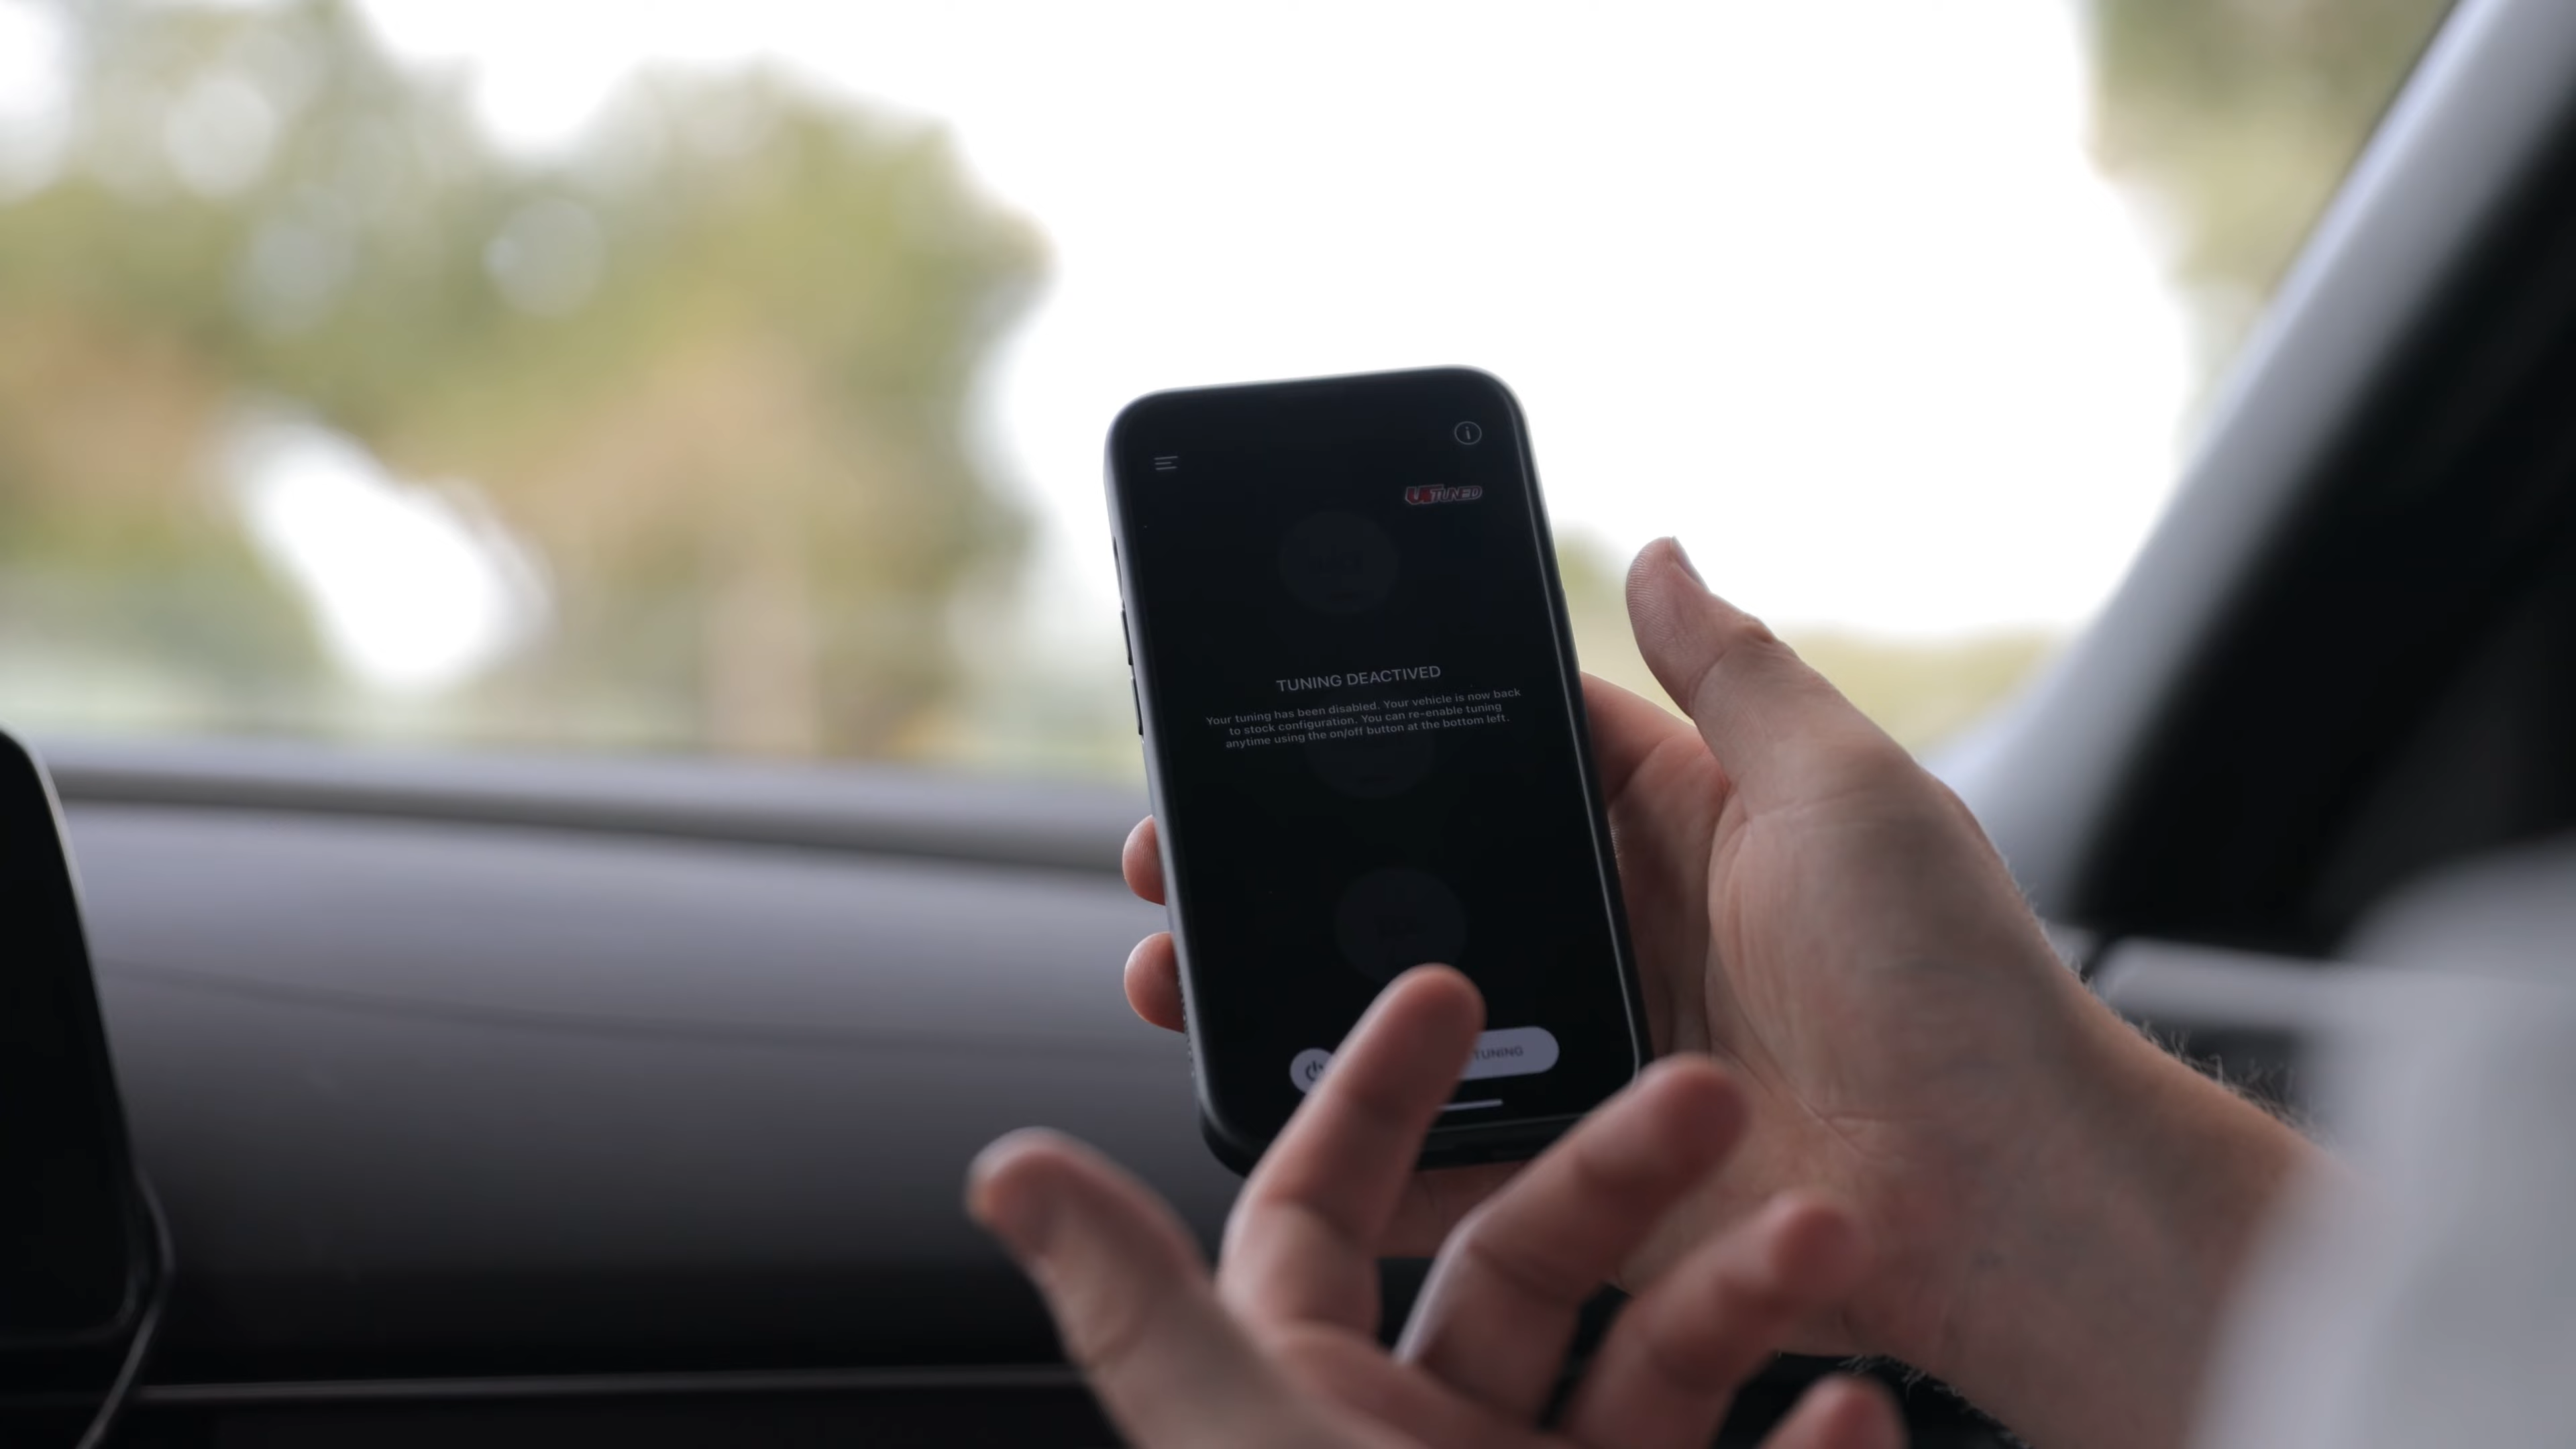 TUNED
TUNING DEACTIVED
Your tuning has been disabled. Your vehicle is now back
to stock configuration. You can re-enable tuning
anytime using the on/off button at the bottom left.
TUNING